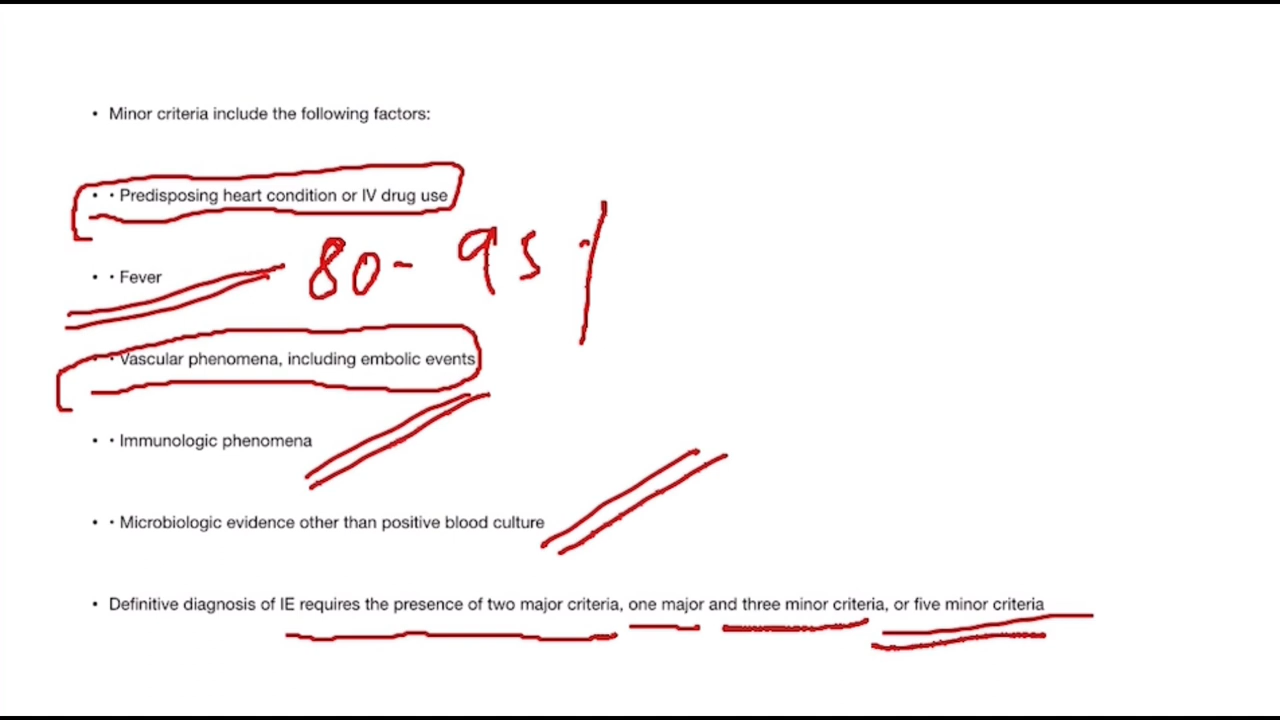 • Minor criteria include the following factors:
• • Predisposing heart condition or IV drug use
• • Fever
80- 95 %
• • Vascular phenomena, including embolic events
• • Immunologic phenomena
• • Microbiologic evidence other than positive blood culture
• Definitive diagnosis of IE requires the presence of two major criteria, one major and three minor criteria, or five minor criteria